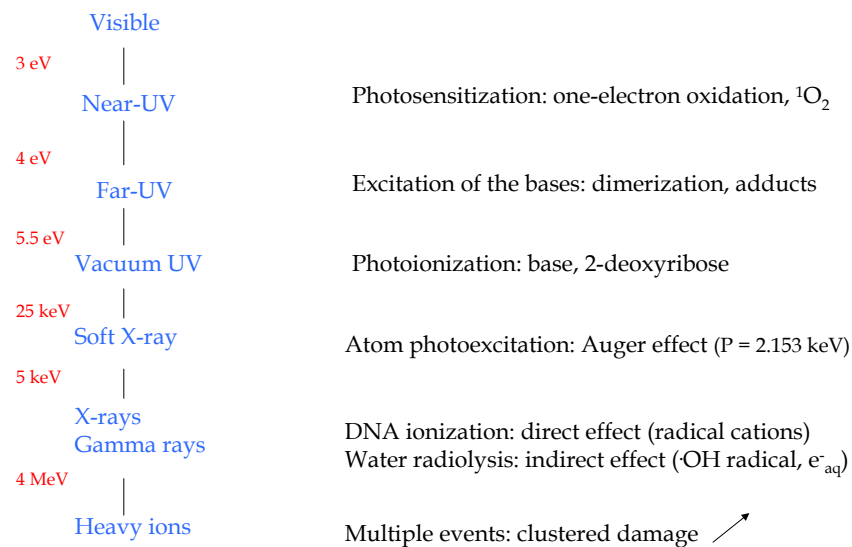 Visible
3 eV
Near-UV Photosensitization: one-electron oxidation, ¹O₂
4 eV
Far-UV Excitation of the bases: dimerization, adducts
5.5 eV
Vacuum UV Photoionization: base, 2-deoxyribose
25 keV
Soft X-ray Atom photoexcitation: Auger effect (P = 2.153 keV)
5 keV
X-rays
Gamma rays DNA ionization: direct effect (radical cations)
Water radiolysis: indirect effect (·OH radical, e⁻aq)
4 MeV
Heavy ions Multiple events: clustered damage